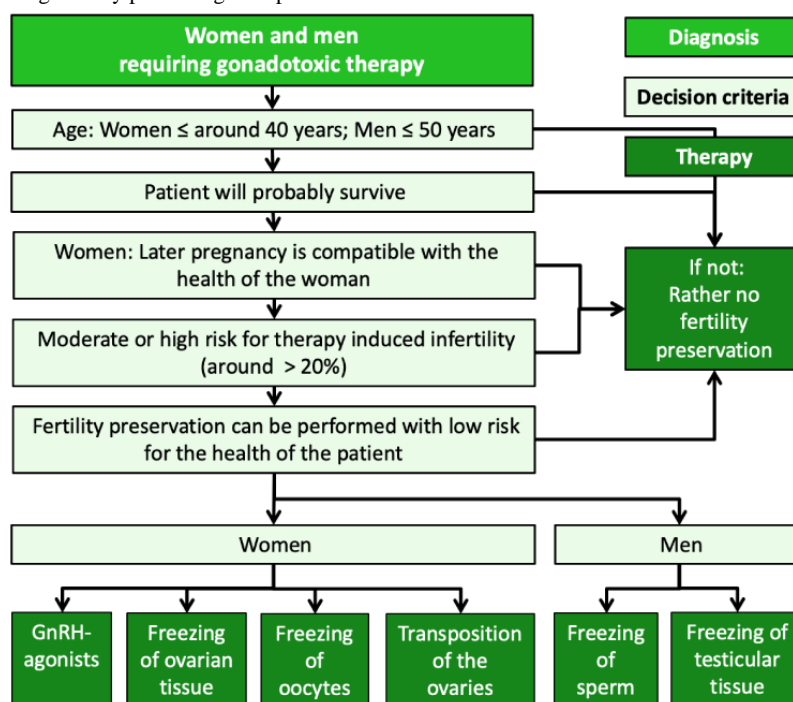 Women and men
requiring gonadotoxic therapy
Diagnosis
Decision criteria
Age: Women ≤ around 40 years; Men ≤ 50 years
Therapy
Patient will probably survive
Women: Later pregnancy is compatible with the
health of the woman
If not:
Rather no
fertility
preservation
Moderate or high risk for therapy induced infertility
(around > 20%)
Fertility preservation can be performed with low risk
for the health of the patient
Women
Men
GnRH-
agonists
Freezing
of ovarian
tissue
Freezing
of
oocytes
Transposition
of the
ovaries
Freezing
of
sperm
Freezing of
testicular
tissue